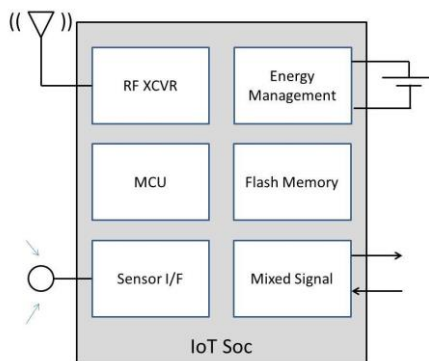 RF XCVR
Energy
Management
MCU
Flash Memory
Sensor I/F
Mixed Signal
IoT Soc